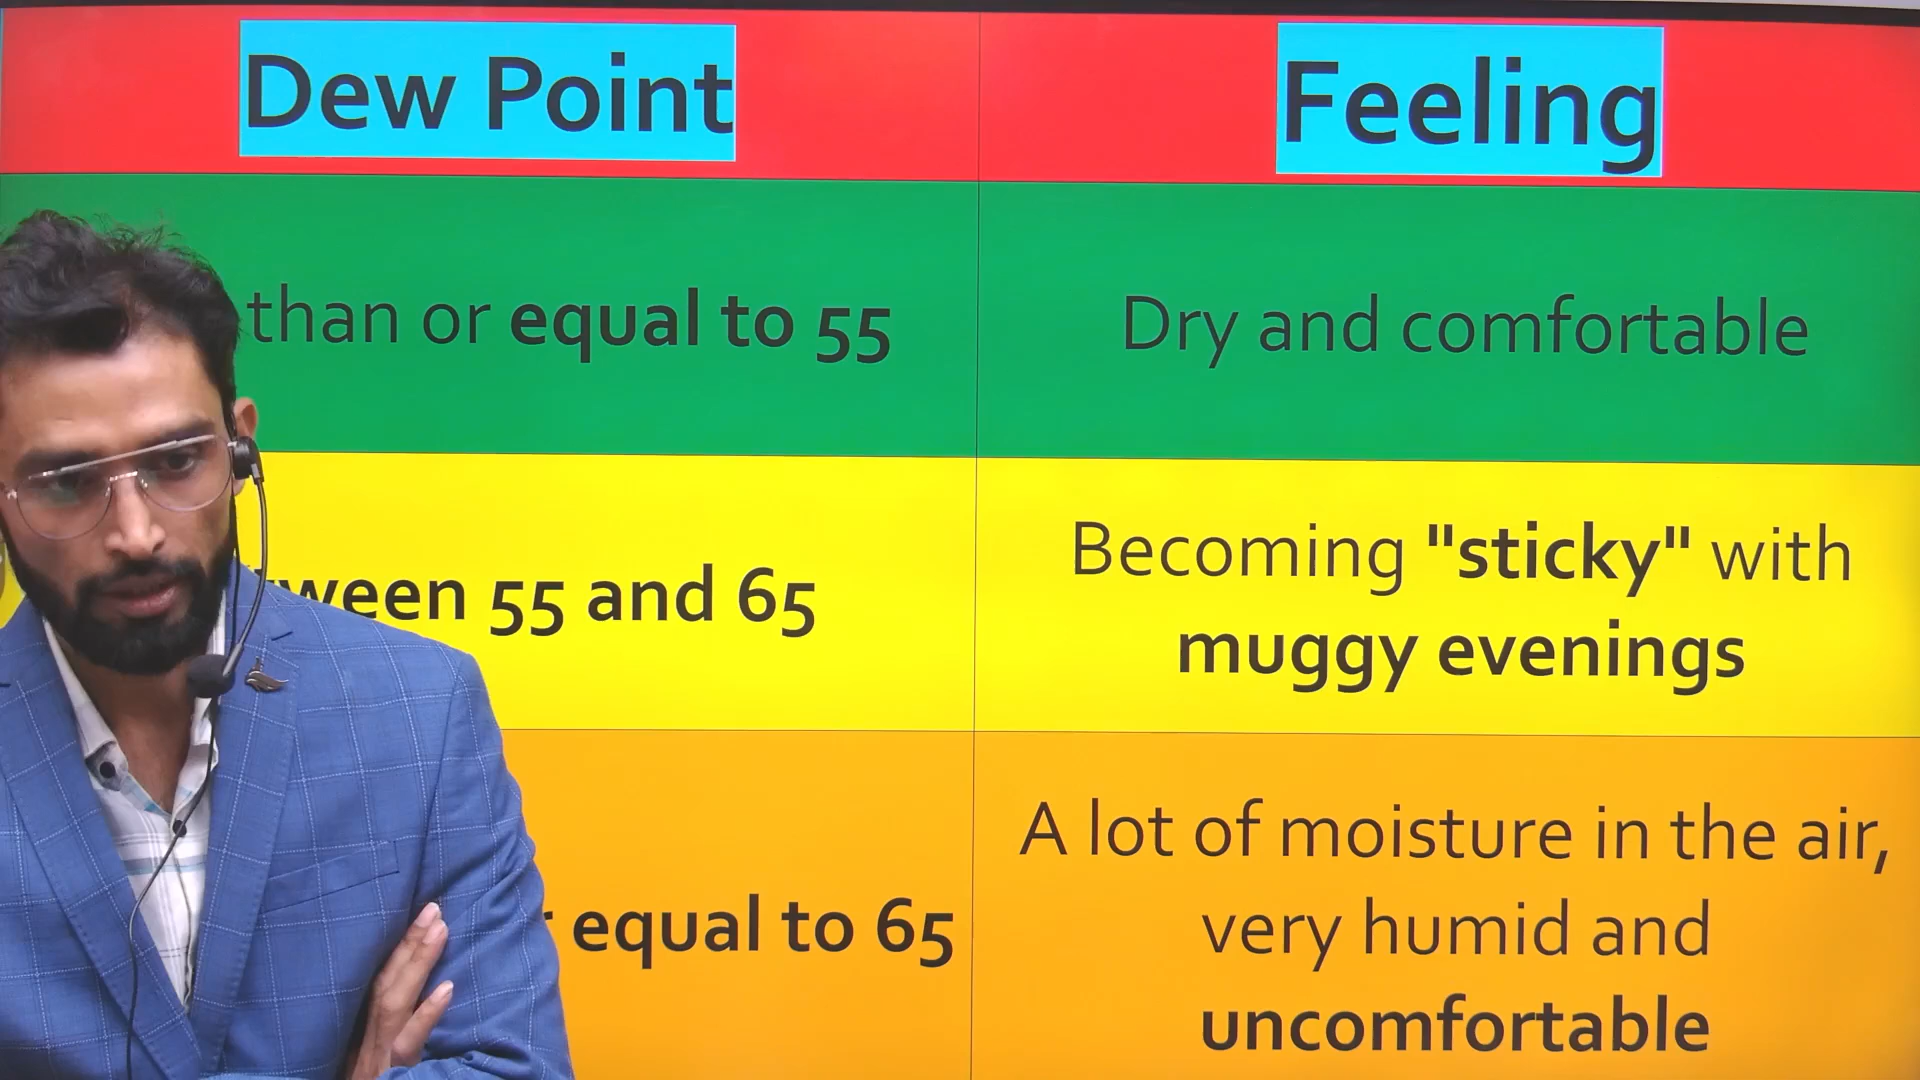 Dew Point
Feeling
than or equal to 55
Dry and comfortable
55 and 65
Becoming "sticky" with
muggy evenings
equal to 65
A lot of moisture in the air,
very humid and
uncomfortable